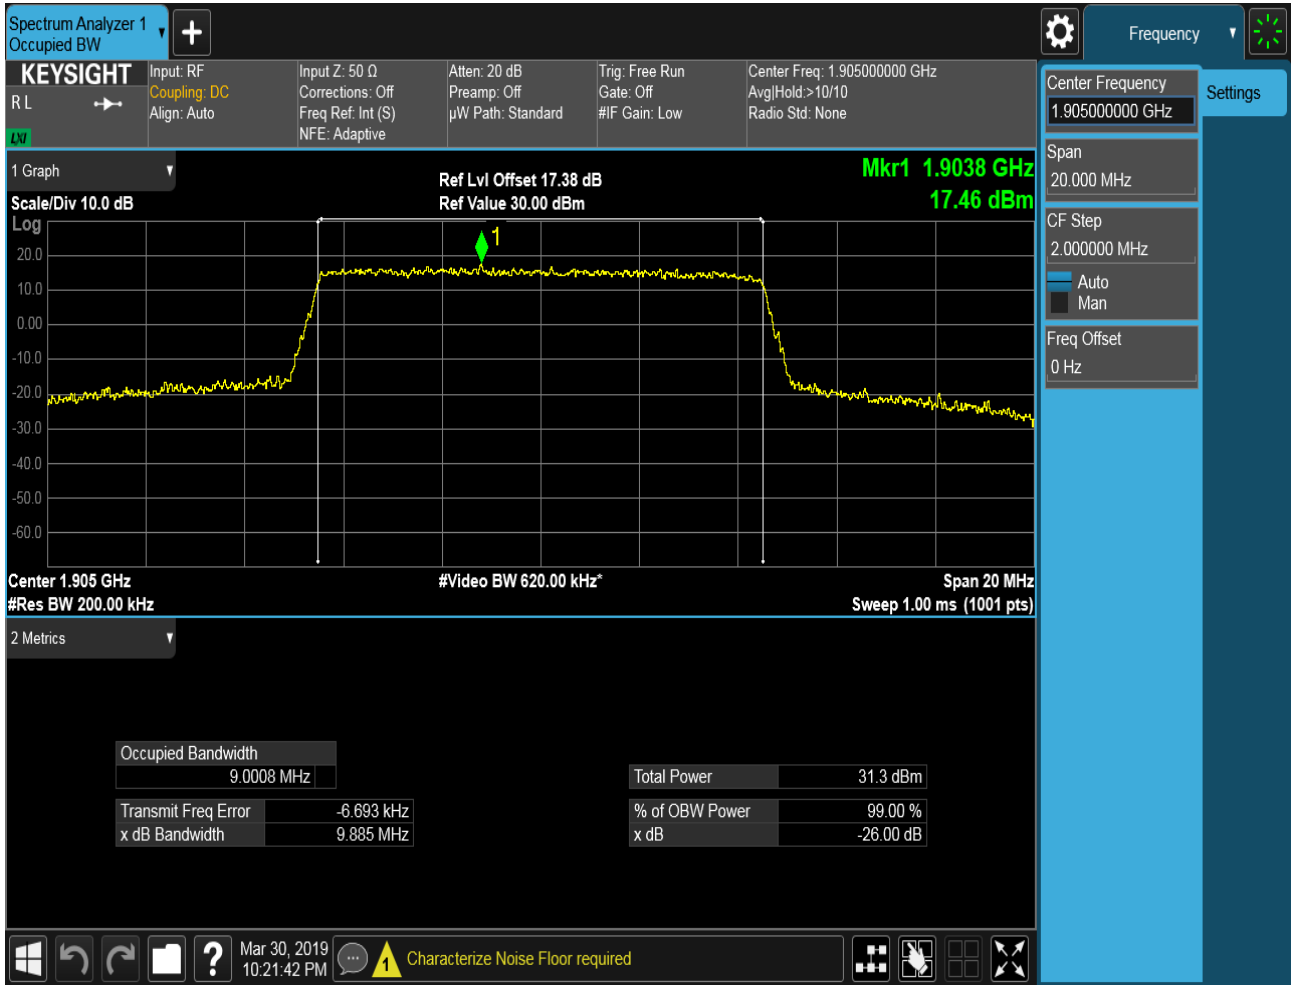 Spectrum Analyzer 1
Occupied BW
Frequency
KEYSIGHT
R L
LXI
Input: RF
Coupling: DC
Align: Auto
Input Z: 50 Ω
Corrections: Off
Freq Ref: Int (S)
NFE: Adaptive
Atten: 20 dB
Preamp: Off
µW Path: Standard
Trig: Free Run
Gate: Off
#IF Gain: Low
Center Freq: 1.905000000 GHz
Avg|Hold:>10/10
Radio Std: None
Center Frequency
1.905000000 GHz
Settings
Span
20.000 MHz
CF Step
2.000000 MHz
Auto
Man
Freq Offset
0 Hz
1 Graph
Scale/Div 10.0 dB
Ref Lvl Offset 17.38 dB
Ref Value 30.00 dBm
Mkr1 1.9038 GHz
17.46 dBm
Log
1
20.0
10.0
0.00
-10.0
-20.0
-30.0
-40.0
-50.0
-60.0
Center 1.905 GHz
#Video BW 620.00 kHz*
Span 20 MHz
#Res BW 200.00 kHz
Sweep 1.00 ms (1001 pts)
2 Metrics
Occupied Bandwidth
9.0008 MHz
Transmit Freq Error -6.693 kHz
x dB Bandwidth 9.885 MHz
Total Power 31.3 dBm
% of OBW Power 99.00 %
x dB -26.00 dB
?
Mar 30, 2019
10:21:42 PM
1
Characterize Noise Floor required